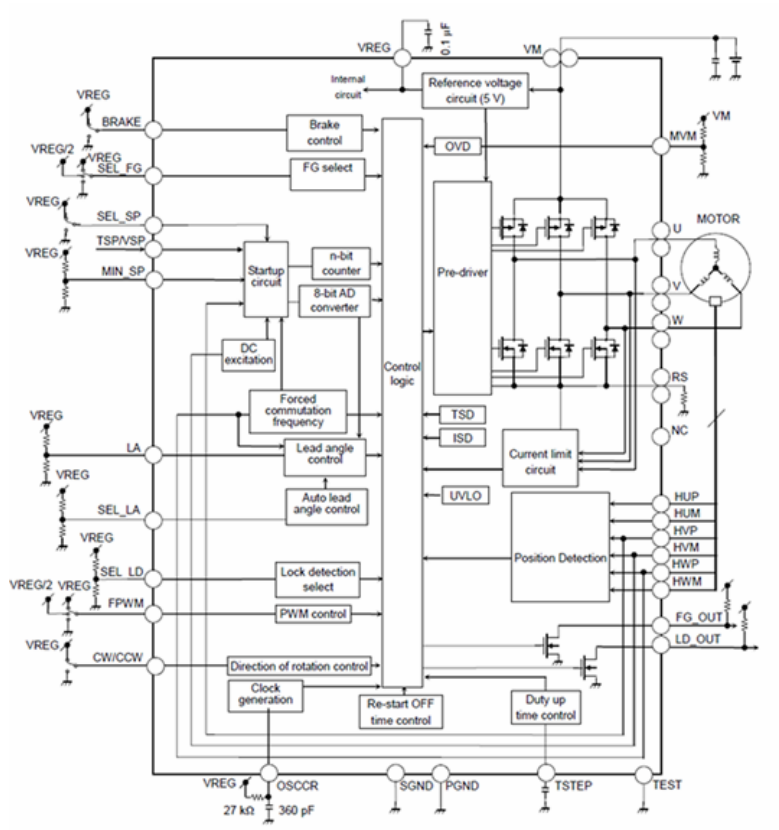 VREG
0.1 µF
VM
Internal
circuit
Reference voltage
circuit (5 V)
VREG
BRAKE
Brake
control
OVD
VM
MVM
VREG/2
VREG
SEL_FG
FG select
VREG
SEL_SP
TSP/VSP
VREG
MIN_SP
Startup
circuit
n-bit
counter
8-bit AD
converter
Pre-driver
U
MOTOR
V
W
DC
excitation
Control
logic
RS
Forced
commutation
frequency
TSD
ISD
NC
VREG
LA
Lead angle
control
Current limit
circuit
VREG
SEL_LA
Auto lead
angle control
UVLO
HUP
HUM
HVP
HVM
HWP
HWM
Position Detection
VREG
SEL_LD
Lock detection
select
VREG/2
VREG
FPWM
PWM control
FG_OUT
LD_OUT
VREG
CW/CCW
Direction of rotation control
Clock
generation
Re-start OFF
time control
Duty up
time control
VREG
OSCCR
27 kΩ
360 pF
SGND
PGND
TSTEP
TEST